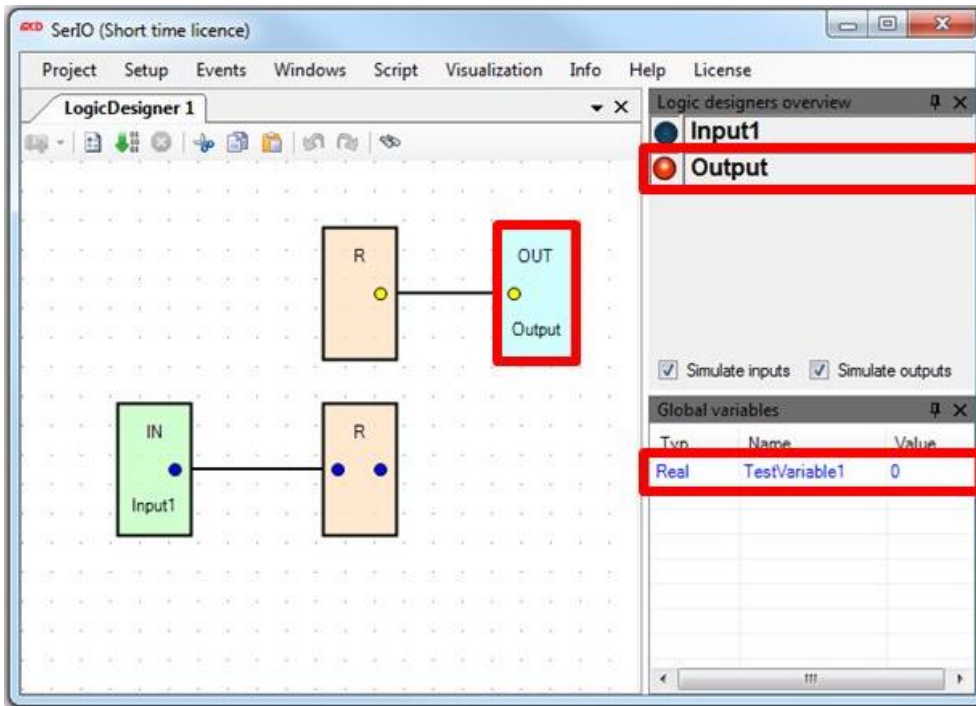 AKD SerIO (Short time licence)
Project Setup Events Windows Script Visualization Info Help License
LogicDesigner 1
Logic designers overview
Input1
Output
R
OUT
Output
Simulate inputs Simulate outputs
IN
R
Input1
Global variables
Typ Name Value
Real TestVariable1 0